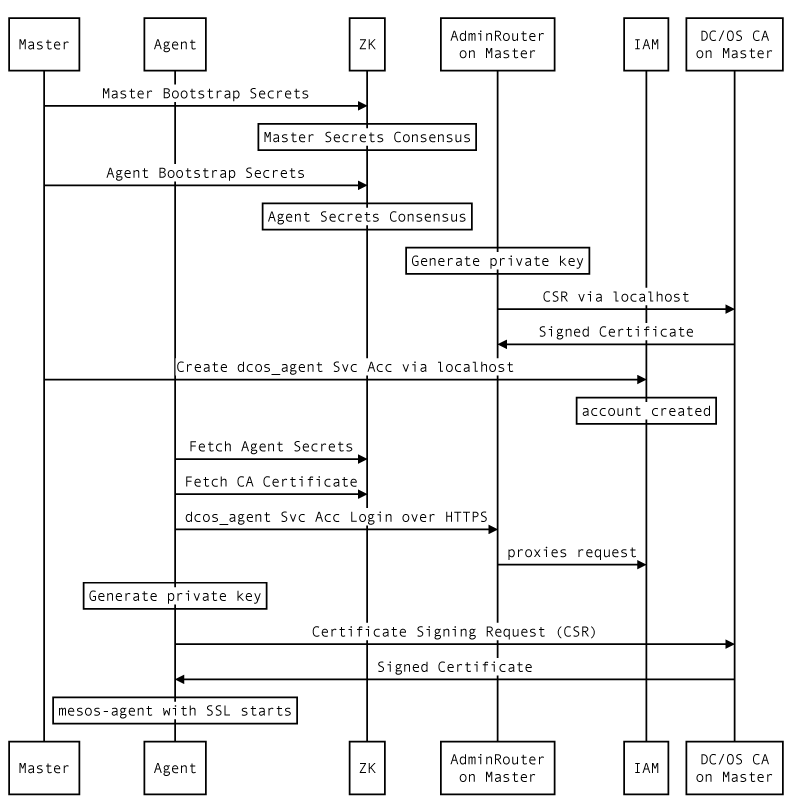 Master
Agent
ZK
AdminRouter
on Master
IAM
DC/OS CA
on Master
Master Bootstrap Secrets
Master Secrets Consensus
Agent Bootstrap Secrets
Agent Secrets Consensus
Generate private key
CSR via localhost
Signed Certificate
Create dcos_agent Svc Acc via localhost
account created
Fetch Agent Secrets
Fetch CA Certificate
dcos_agent Svc Acc Login over HTTPS
proxies request
Generate private key
Certificate Signing Request (CSR)
Signed Certificate
mesos-agent with SSL starts
Master
Agent
ZK
AdminRouter
on Master
IAM
DC/OS CA
on Master